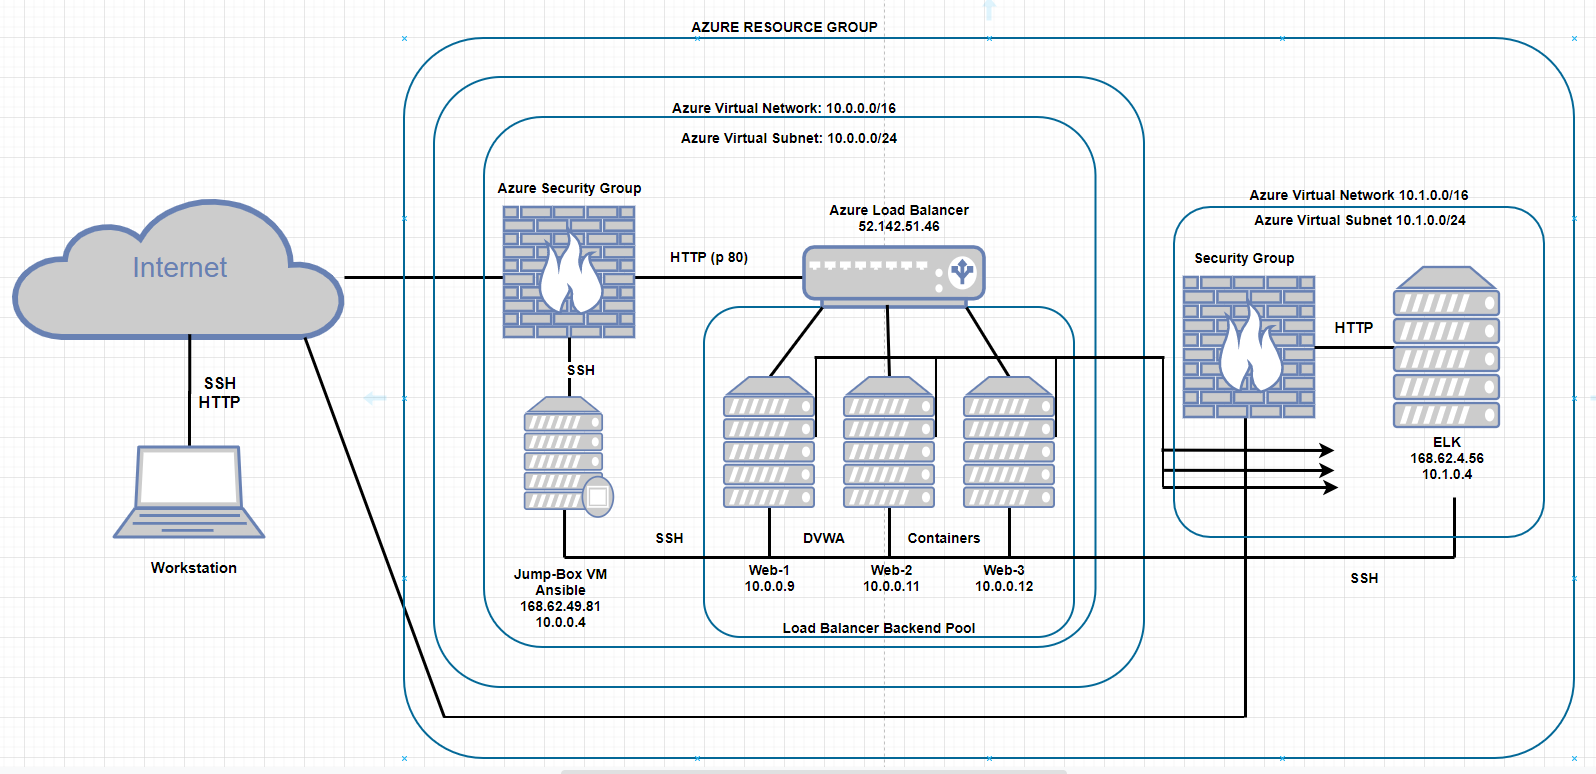 AZURE RESOURCE GROUP
Azure Virtual Network: 10.0.0.0/16
Azure Virtual Subnet: 10.0.0.0/24
Azure Security Group
Azure Load Balancer
52.142.51.46
HTTP (p 80)
Internet
SSH
HTTP
Workstation
SSH
Jump-Box VM
Ansible
168.62.49.81
10.0.0.4
SSH
DVWA
Containers
Web-1
10.0.0.9
Web-2
10.0.0.11
Web-3
10.0.0.12
Load Balancer Backend Pool
Azure Virtual Network 10.1.0.0/16
Azure Virtual Subnet 10.1.0.0/24
Security Group
HTTP
ELK
168.62.4.56
10.1.0.4
SSH